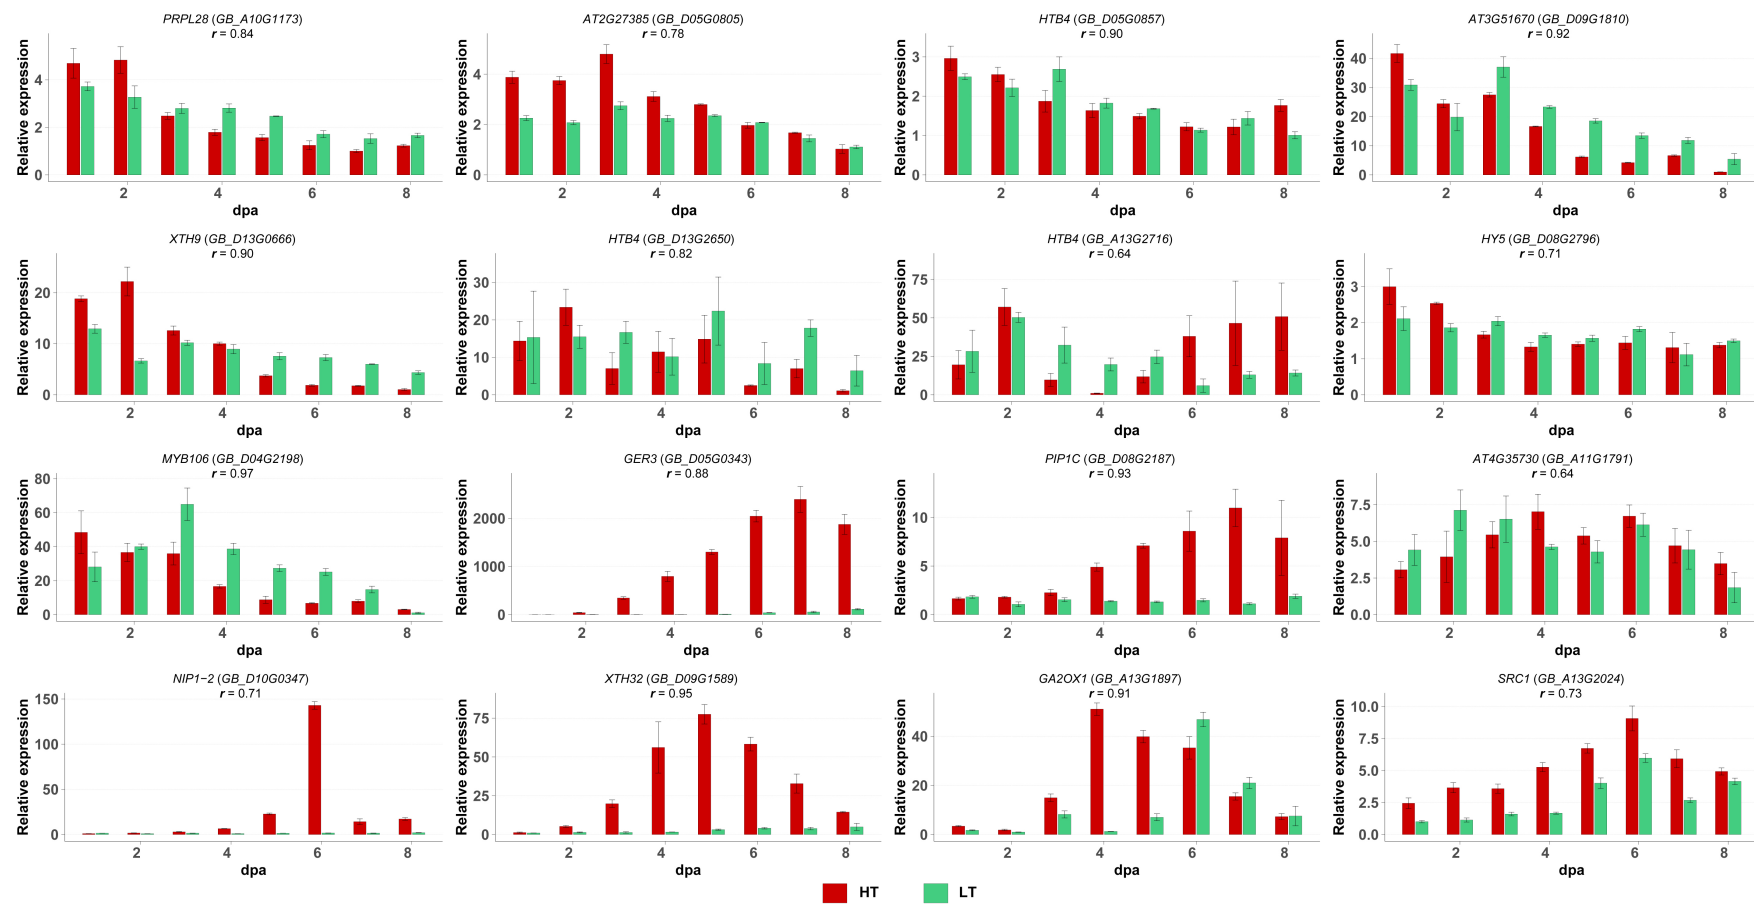 PRPL28 (GB_A10G1173)
r = 0.84
Relative expression
4
2
0
2
4
6
8
dpa
AT2G27385 (GB_D05G0805)
r = 0.78
Relative expression
4
2
0
2
4
6
8
dpa
HTB4 (GB_D05G0857)
r = 0.90
Relative expression
3
2
1
0
2
4
6
8
dpa
AT3G51670 (GB_D09G1810)
r = 0.92
Relative expression
40
30
20
10
0
2
4
6
8
dpa
XTH9 (GB_D13G0666)
r = 0.90
Relative expression
20
10
0
2
4
6
8
dpa
HTB4 (GB_D13G2650)
r = 0.82
Relative expression
30
20
10
0
2
4
6
8
dpa
HTB4 (GB_A13G2716)
r = 0.64
Relative expression
75
50
25
0
2
4
6
8
dpa
HY5 (GB_D08G2796)
r = 0.71
Relative expression
3
2
1
0
2
4
6
8
dpa
MYB106 (GB_D04G2198)
r = 0.97
Relative expression
80
60
40
20
0
2
4
6
8
dpa
GER3 (GB_D05G0343)
r = 0.88
Relative expression
2000
1000
0
2
4
6
8
dpa
PIP1C (GB_D08G2187)
r = 0.93
Relative expression
10
5
0
2
4
6
8
dpa
AT4G35730 (GB_A11G1791)
r = 0.64
Relative expression
7.5
5.0
2.5
0.0
2
4
6
8
dpa
NIP1−2 (GB_D10G0347)
r = 0.71
Relative expression
150
100
50
0
2
4
6
8
dpa
XTH32 (GB_D09G1589)
r = 0.95
Relative expression
75
50
25
0
2
4
6
8
dpa
GA2OX1 (GB_A13G1897)
r = 0.91
Relative expression
40
20
0
2
4
6
8
dpa
SRC1 (GB_A13G2024)
r = 0.73
Relative expression
10.0
7.5
5.0
2.5
0.0
2
4
6
8
dpa
HT
LT